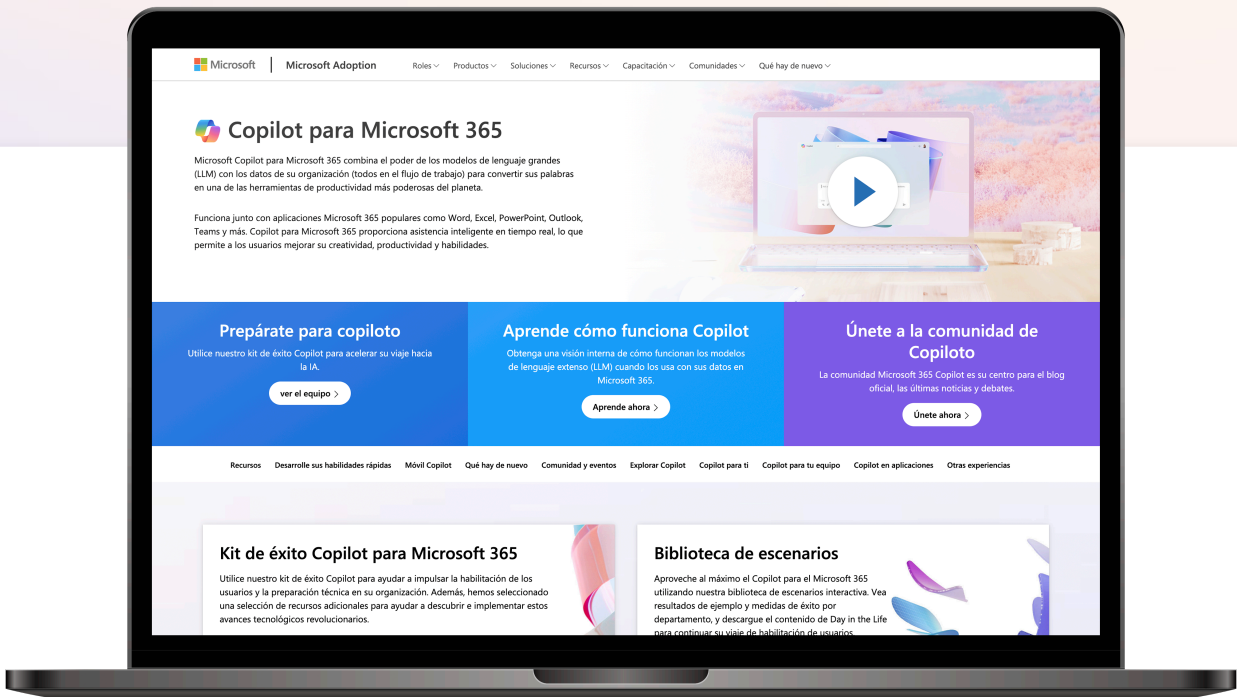 Microsoft
Microsoft Adoption
Roles
Productos
Soluciones
Recursos
Capacitación
Comunidades
Qué hay de nuevo
Copilot para Microsoft 365
Microsoft Copilot para Microsoft 365 combina el poder de los modelos de lenguaje grandes
(LLM) con los datos de su organización (todos en el flujo de trabajo) para convertir sus palabras
en una de las herramientas de productividad más poderosas del planeta.
Funciona junto con aplicaciones Microsoft 365 populares como Word, Excel, PowerPoint, Outlook,
Teams y más. Copilot para Microsoft 365 proporciona asistencia inteligente en tiempo real, lo que
permite a los usuarios mejorar su creatividad, productividad y habilidades.
Prepárate para copiloto
Utilice nuestro kit de éxito Copilot para acelerar su viaje hacia
la IA.
ver el equipo
Aprende cómo funciona Copilot
Obtenga una visión interna de cómo funcionan los modelos
de lenguaje extenso (LLM) cuando los usa con sus datos en
Microsoft 365.
Aprende ahora
Únete a la comunidad de
Copiloto
La comunidad Microsoft 365 Copilot es su centro para el blog
oficial, las últimas noticias y debates.
Únete ahora
Recursos
Desarrolle sus habilidades rápidas
Móvil Copilot
Qué hay de nuevo
Comunidad y eventos
Explorar Copilot
Copilot para ti
Copilot para tu equipo
Copilot en aplicaciones
Otras experiencias
Kit de éxito Copilot para Microsoft 365
Utilice nuestro kit de éxito Copilot para ayudar a impulsar la habilitación de los
usuarios y la preparación técnica en su organización. Además, hemos seleccionado
una selección de recursos adicionales para ayudar a descubrir e implementar estos
avances tecnológicos revolucionarios.
Biblioteca de escenarios
Aproveche al máximo el Copilot para el Microsoft 365
utilizando nuestra biblioteca de escenarios interactiva. Vea
resultados de ejemplo y medidas de éxito por
departamento, y descargue el contenido de Day in the Life
para continuar su viaje de habilitación de usuarios.